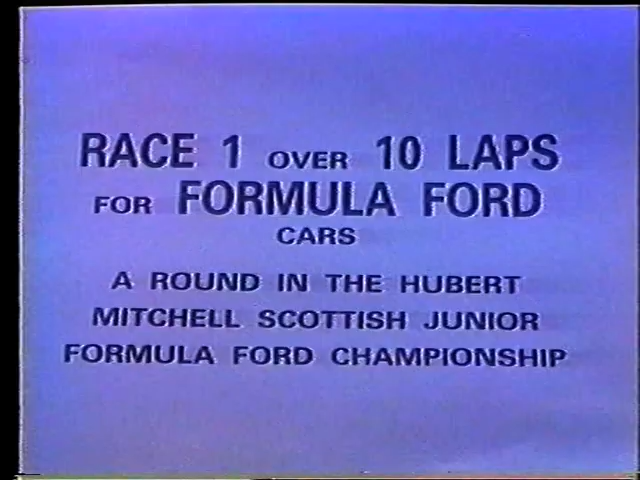 RACE 1 OVER 10 LAPS
FOR FORMULA FORD
CARS
A ROUND IN THE HUBERT
MITCHELL SCOTTISH JUNIOR
FORMULA FORD CHAMPIONSHIP